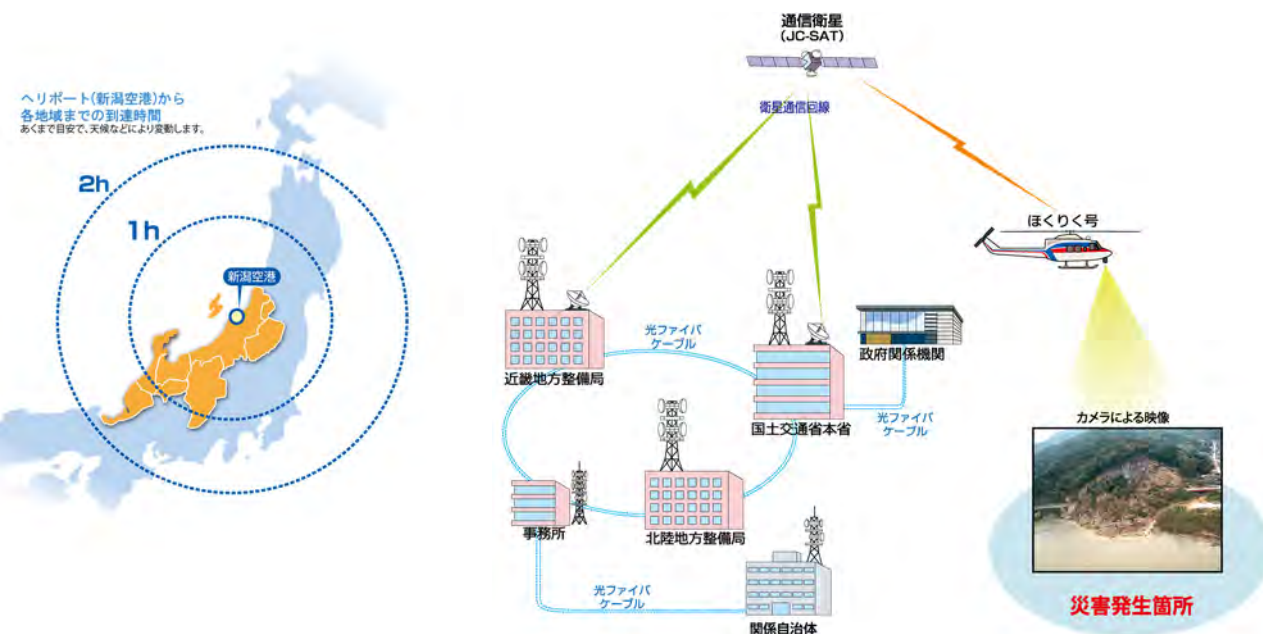 ヘリポート(新潟空港)から
各地域までの到達時間
あくまで目安で、天候などにより変動します。
2h
1h
新潟空港
通信衛星
(JC-SAT)
衛星通信回線
ほくりく号
光ファイバ
ケーブル
近畿地方整備局
政府関係機関
国土交通省本省
光ファイバ
ケーブル
カメラによる映像
事務所
北陸地方整備局
光ファイバ
ケーブル
関係自治体
災害発生箇所